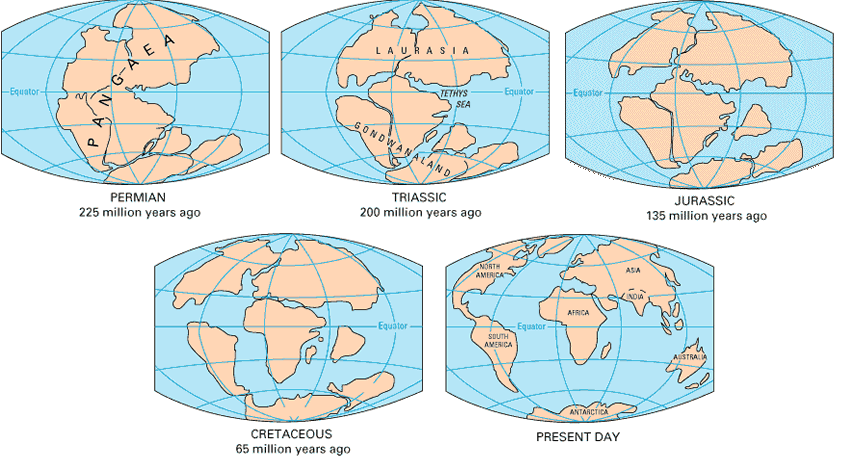 Equator
PANGAEA
PERMIAN
225 million years ago
LAURASIA
TETHYS
SEA
Equator
GONDWANALAND
TRIASSIC
200 million years ago
Equator
JURASSIC
135 million years ago
Equator
CRETACEOUS
65 million years ago
NORTH
AMERICA
ASIA
INDIA
AFRICA
Equator
SOUTH
AMERICA
AUSTRALIA
ANTARCTICA
PRESENT DAY